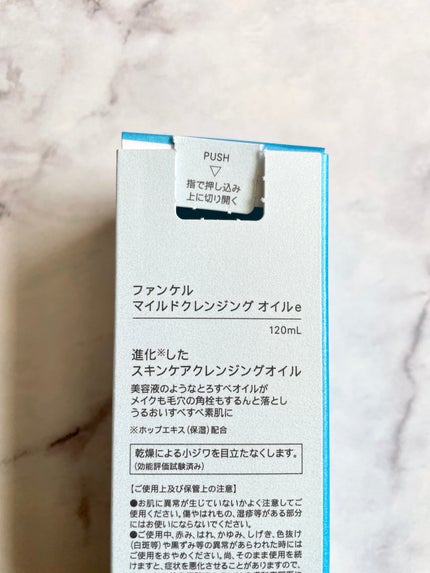 PUSH
▽
指で押し込み
上に切り開く
ファンケル
マイルドクレンジング オイルe
120mL
進化※した
スキンケアクレンジングオイル
美容液のようなとろすべオイルが
メイクも毛穴の角栓もするんと落とし
うるおいすべすべ素肌に
※ホップエキス(保湿)配合
乾燥による小ジワを目立たなくします。
(効能評価試験済み)
【ご使用上及び保管上の注意】
●お肌に異常が生じていないかよく注意してご
使用ください。傷やはれもの、湿疹等がある部分
にはお使いにならないでください。
●ご使用中、赤み、はれ、かゆみ、しげき、色抜け
(白斑等)や黒ずみ等の異常があらわれた時には
ご使用をおやめください。尚、そのまま使用を続
けますと、症状を悪化させることがありますので、